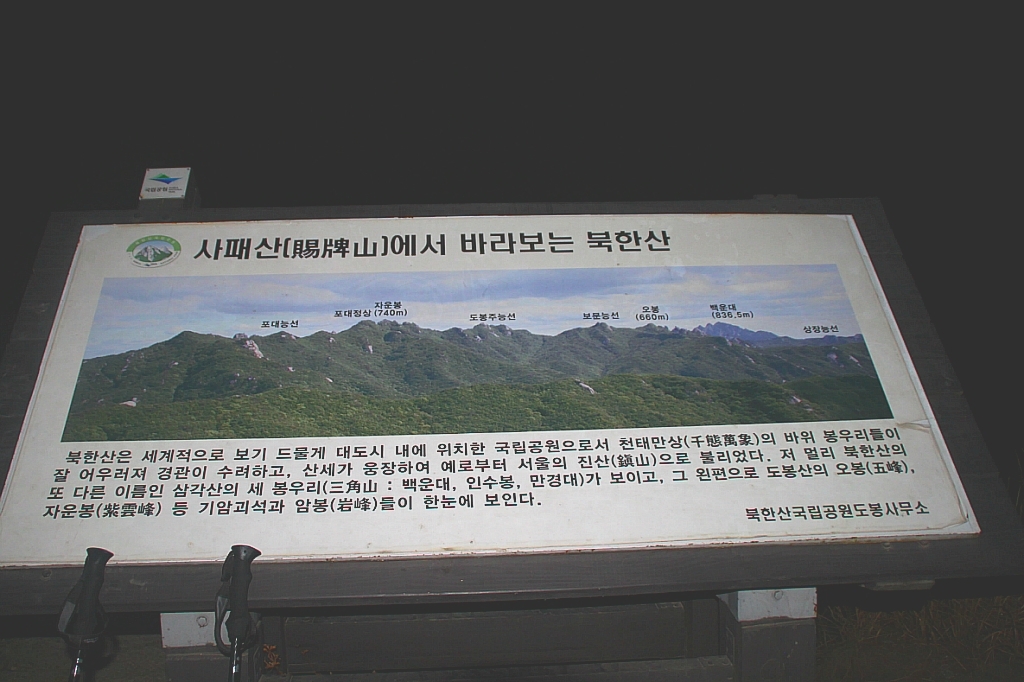 국립공원
사패산(賜牌山)에서 바라보는 북한산
포대능선
포대정상
자운봉
(740m)
도봉주능선
보문능선
오봉
(660m)
백운대
(836.5m)
상장능선
북한산은 세계적으로 보기 드물게 대도시 내에 위치한 국립공원으로서 천태만상(千態萬象)의 바위 봉우리들이
잘 어우러져 경관이 수려하고, 산세가 웅장하여 예로부터 서울의 진산(鎭山)으로 불리었다. 저 멀리 북한산의
또 다른 이름인 삼각산의 세 봉우리(三角山 : 백운대, 인수봉, 만경대)가 보이고, 그 왼편으로 도봉산의 오봉(五峰),
자운봉(紫雲峰) 등 기암괴석과 암봉(岩峰)들이 한눈에 보인다.
북한산국립공원도봉사무소